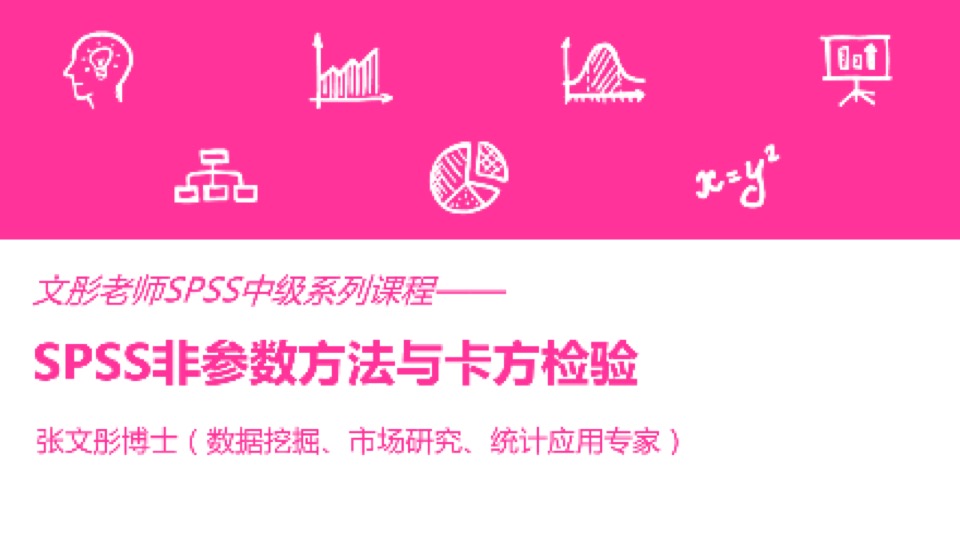 x=y²
文彤老师SPSS中级系列课程——
SPSS非参数方法与卡方检验
张文彤博士（数据挖掘、市场研究、统计应用专家）